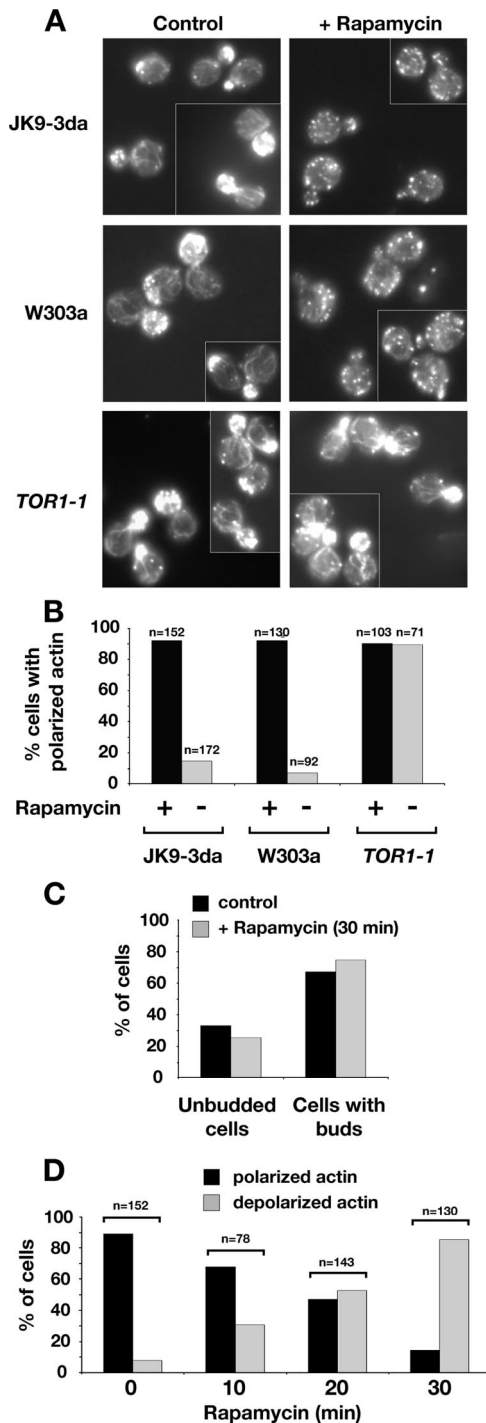 A
Control
+ Rapamycin
JK9-3da
W303a
TOR1-1
B
% cells with
polarized actin
100
80
60
40
20
0
n=152
n=172
n=130
n=92
n=103
n=71
Rapamycin
+ - + - + -
JK9-3da
W303a
TOR1-1
C
control
+ Rapamycin (30 min)
% of cells
100
80
60
40
20
0
Unbudded
cells
Cells with
buds
D
polarized actin
depolarized actin
% of cells
100
80
60
40
20
0
n=152
n=78
n=143
n=130
0 10 20 30
Rapamycin (min)